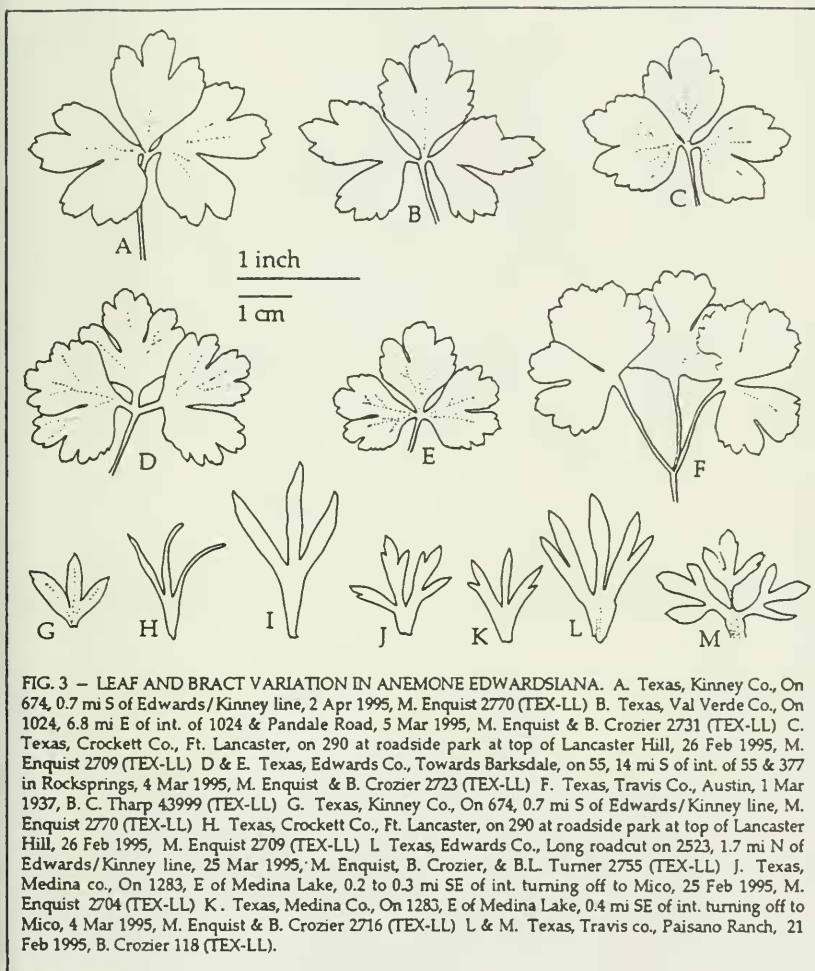 A
B
C
1 inch
1 cm
D
E
F
G
H
I
J
K
L
M
FIG. 3 – LEAF AND BRACT VARIATION IN ANEMONE EDWARDSIANA. A. Texas, Kinney Co., On
674, 0.7 mi S of Edwards/Kinney line, 2 Apr 1995, M. Enquist 2770 (TEX-LL) B. Texas, Val Verde Co., On
1024, 6.8 mi E of int. of 1024 & Pandale Road, 5 Mar 1995, M. Enquist & B. Crozier 2731 (TEX-LL) C.
Texas, Crockett Co., Ft. Lancaster, on 290 at roadside park at top of Lancaster Hill, 26 Feb 1995, M.
Enquist 2709 (TEX-LL) D & E. Texas, Edwards Co., Towards Barksdale, on 55, 14 mi S of int. of 55 & 377
in Rocksprings, 4 Mar 1995, M. Enquist & B. Crozier 2723 (TEX-LL) F. Texas, Travis Co., Austin, 1 Mar
1937, B. C. Tharp 43999 (TEX-LL) G. Texas, Kinney Co., On 674, 0.7 mi S of Edwards/Kinney line, M.
Enquist 2770 (TEX-LL) H. Texas, Crockett Co., Ft. Lancaster, on 290 at roadside park at top of Lancaster
Hill, 26 Feb 1995, M. Enquist 2709 (TEX-LL) I. Texas, Edwards Co., Long roadcut on 2523, 1.7 mi N of
Edwards/Kinney line, 25 Mar 1995, M. Enquist, B. Crozier, & B.L. Turner 2755 (TEX-LL) J. Texas,
Medina co., On 1283, E of Medina Lake, 0.2 to 0.3 mi SE of int. turning off to Mico, 25 Feb 1995, M.
Enquist 2704 (TEX-LL) K. Texas, Medina Co., On 1283, E of Medina Lake, 0.4 mi SE of int. turning off to
Mico, 4 Mar 1995, M. Enquist & B. Crozier 2716 (TEX-LL) L & M. Texas, Travis co., Paisano Ranch, 21
Feb 1995, B. Crozier 118 (TEX-LL).